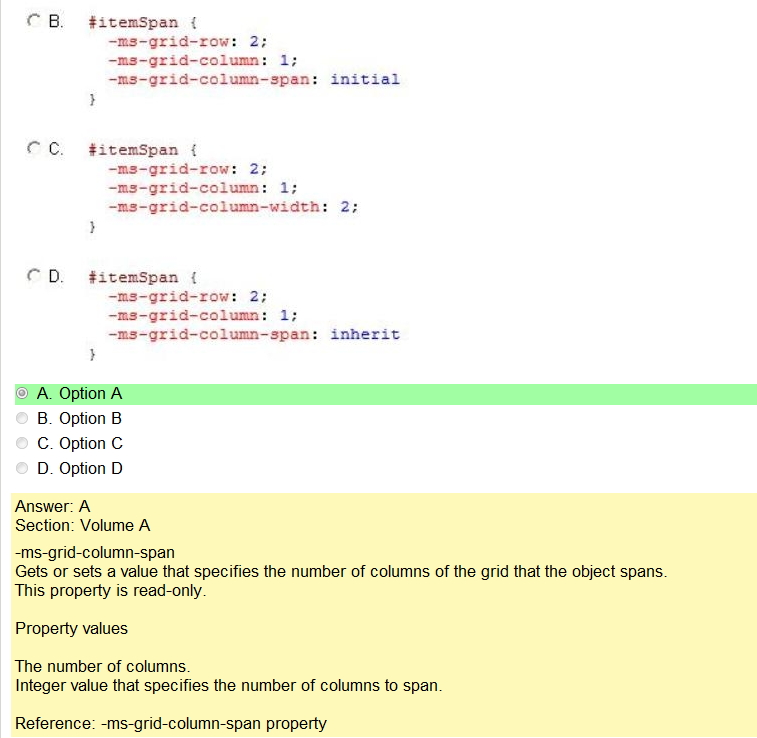 B. #itemSpan {
-ms-grid-row: 2;
-ms-grid-column: 1;
-ms-grid-column-span: initial
}
C. #itemSpan {
-ms-grid-row: 2;
-ms-grid-column: 1;
-ms-grid-column-width: 2;
}
D. #itemSpan {
-ms-grid-row: 2;
-ms-grid-column: 1;
-ms-grid-column-span: inherit
}
A. Option A
B. Option B
C. Option C
D. Option D
Answer: A
Section: Volume A
-ms-grid-column-span
Gets or sets a value that specifies the number of columns of the grid that the object spans.
This property is read-only.
Property values
The number of columns.
Integer value that specifies the number of columns to span.
Reference: -ms-grid-column-span property